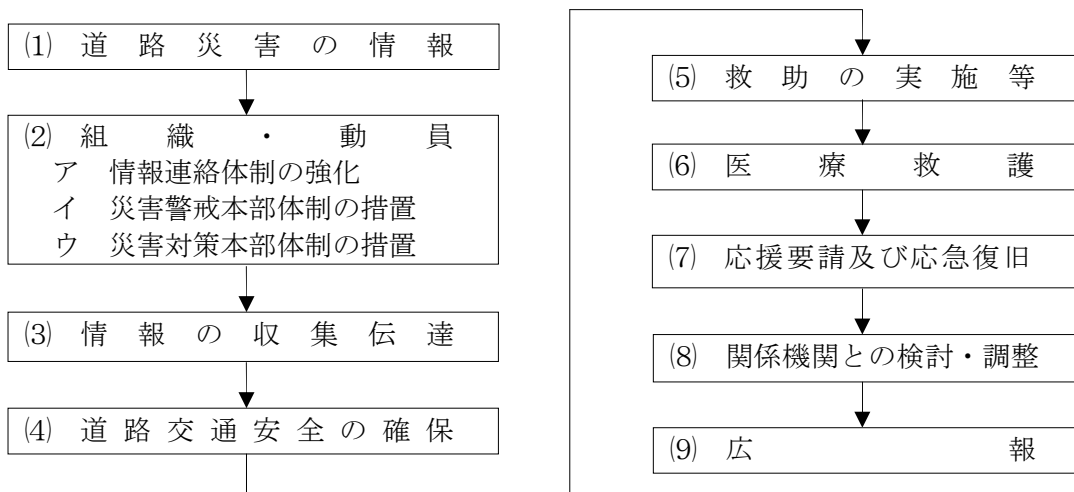 ⑴ 道路災害の情報
⑵ 組織・動員
ア 情報連絡体制の強化
イ 災害警戒本部体制の措置
ウ 災害対策本部体制の措置
⑶ 情報の収集伝達
⑷ 道路交通安全の確保
⑸ 救助の実施等
⑹ 医療救護
⑺ 応援要請及び応急復旧
⑻ 関係機関との検討・調整
⑼ 広報